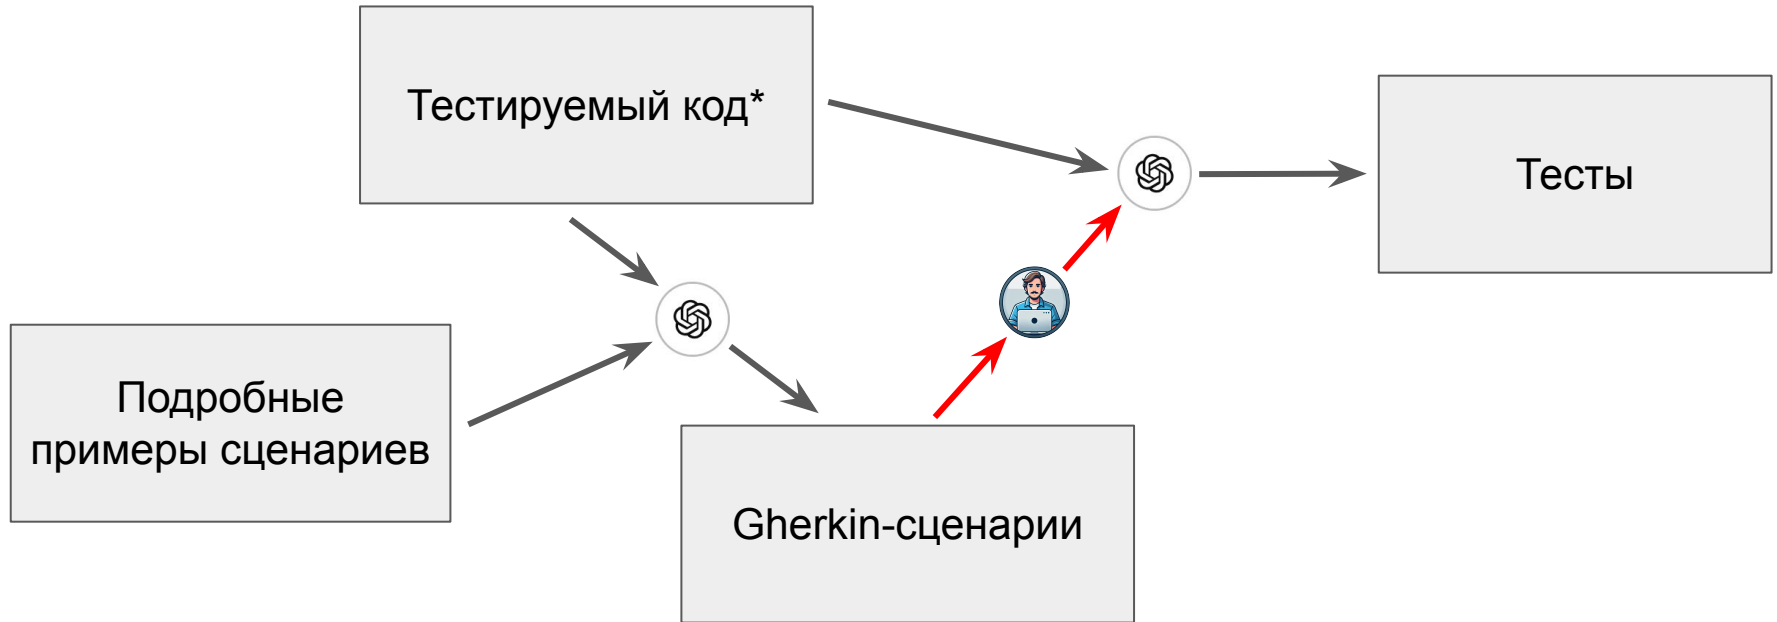 Тестируемый код*
Тесты
Подробные
примеры сценариев
Gherkin-сценарии